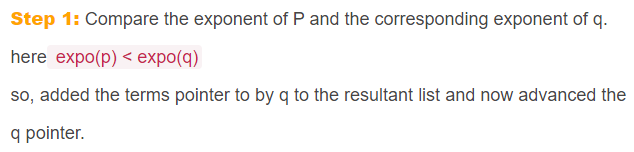 Step 1: Compare the exponent of P and the corresponding exponent of q.
here expo(p) < expo(q)
so, added the terms pointer to by q to the resultant list and now advanced the
q pointer.